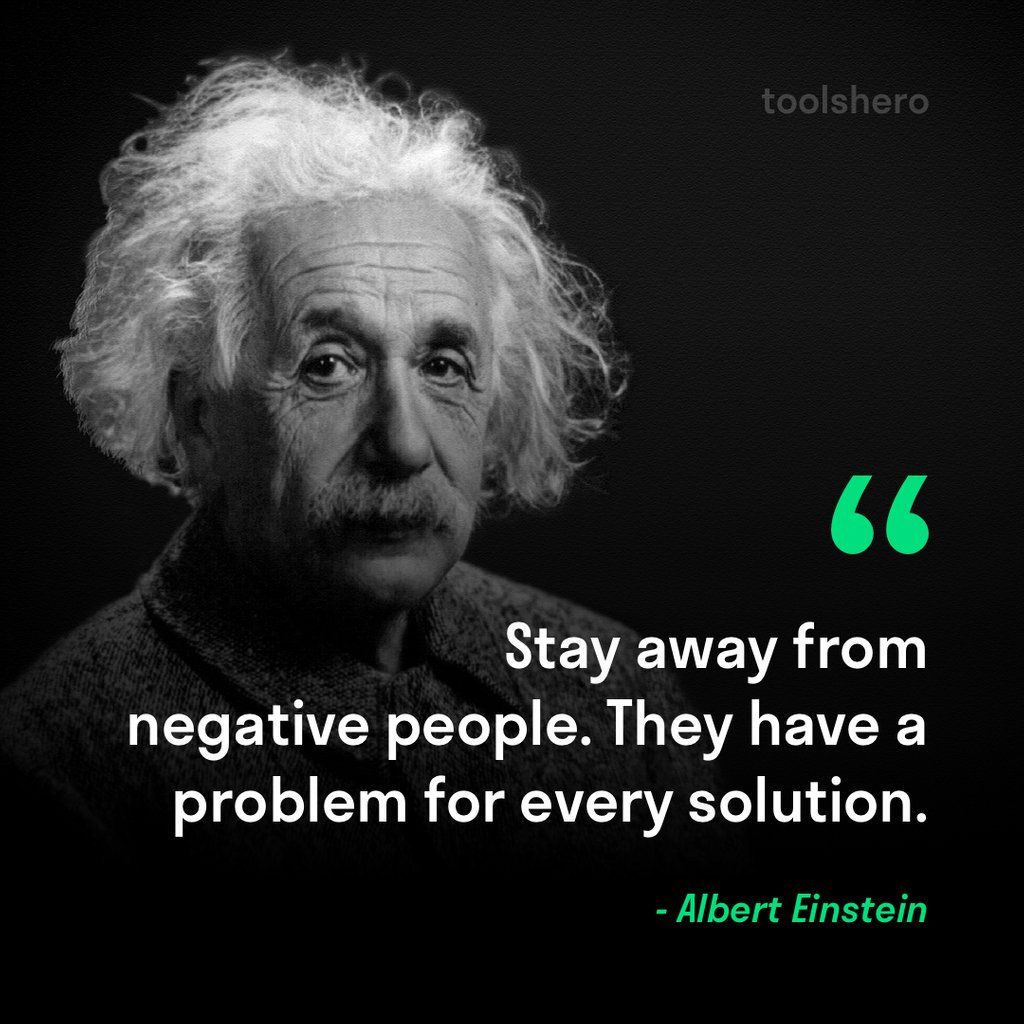 toolshero
“
Stay away from
negative people. They have a
problem for every solution.
- Albert Einstein